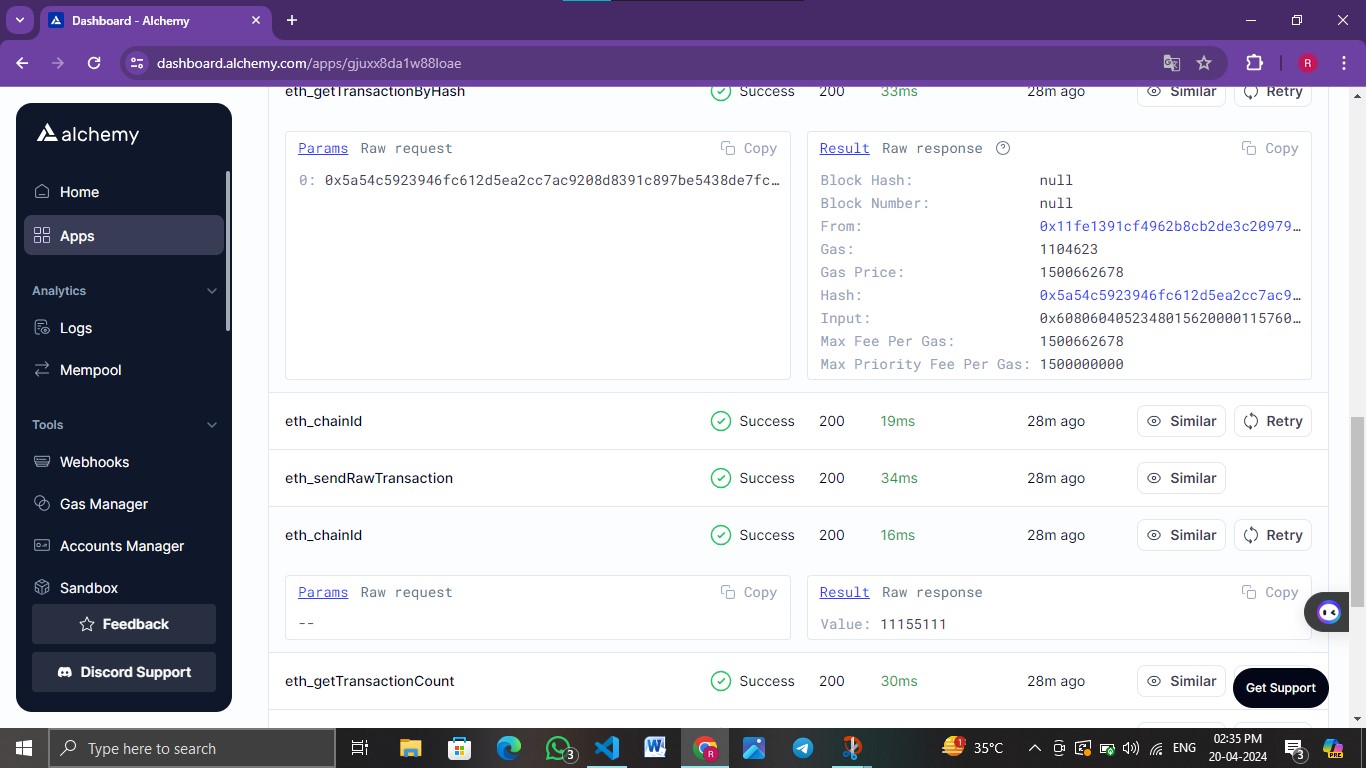 Dashboard - Alchemy
dashboard.alchemy.com/apps/gjuxx8da1w88loae
R
alchemy
Home
Apps
Analytics
Logs
Mempool
Tools
Webhooks
Gas Manager
Accounts Manager
Sandbox
Feedback
Discord Support
eth_getTransactionByHash Success 200 33ms 28m ago Similar Retry
Params Raw request Copy
0: 0x5a54c5923946fc612d5ea2cc7ac9208d8391c897be5438de7fc…
Result Raw response Copy
Block Hash: null
Block Number: null
From: 0x11fe1391cf4962b8cb2de3c20979…
Gas: 1104623
Gas Price: 1500662678
Hash: 0x5a54c5923946fc612d5ea2cc7ac9…
Input: 0x6080604052348015620000115760…
Max Fee Per Gas: 1500662678
Max Priority Fee Per Gas: 1500000000
eth_chainId Success 200 19ms 28m ago Similar Retry
eth_sendRawTransaction Success 200 34ms 28m ago Similar
eth_chainId Success 200 16ms 28m ago Similar Retry
Params Raw request Copy
--
Result Raw response Copy
Value: 11155111
eth_getTransactionCount Success 200 30ms 28m ago Similar
Get Support
Type here to search
3
R
1
35°C
ENG
02:35 PM
20-04-2024
3
PRE